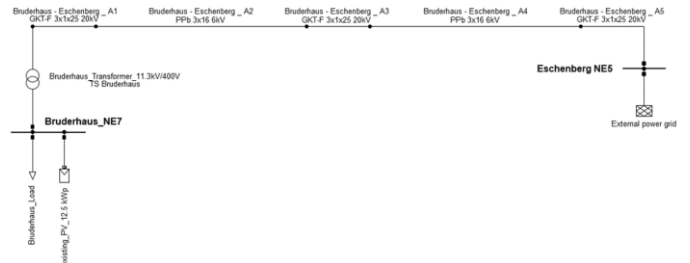 Bruderhaus - Eschenberg _ A1
GKT-F 3x1x25 20kV
Bruderhaus - Eschenberg _ A2
PPb 3x16 6kV
Bruderhaus - Eschenberg _ A3
GKT-F 3x1x25 20kV
Bruderhaus - Eschenberg _ A4
PPb 3x16 6kV
Bruderhaus - Eschenberg _ A5
GKT-F 3x1x25 20kV
Bruderhaus_Transformer_11.3kV/400V
TS Bruderhaus
Eschenberg NE5
External power grid
Bruderhaus_NE7
Bruderhaus_Load
xisting_PV_12.5 kWp